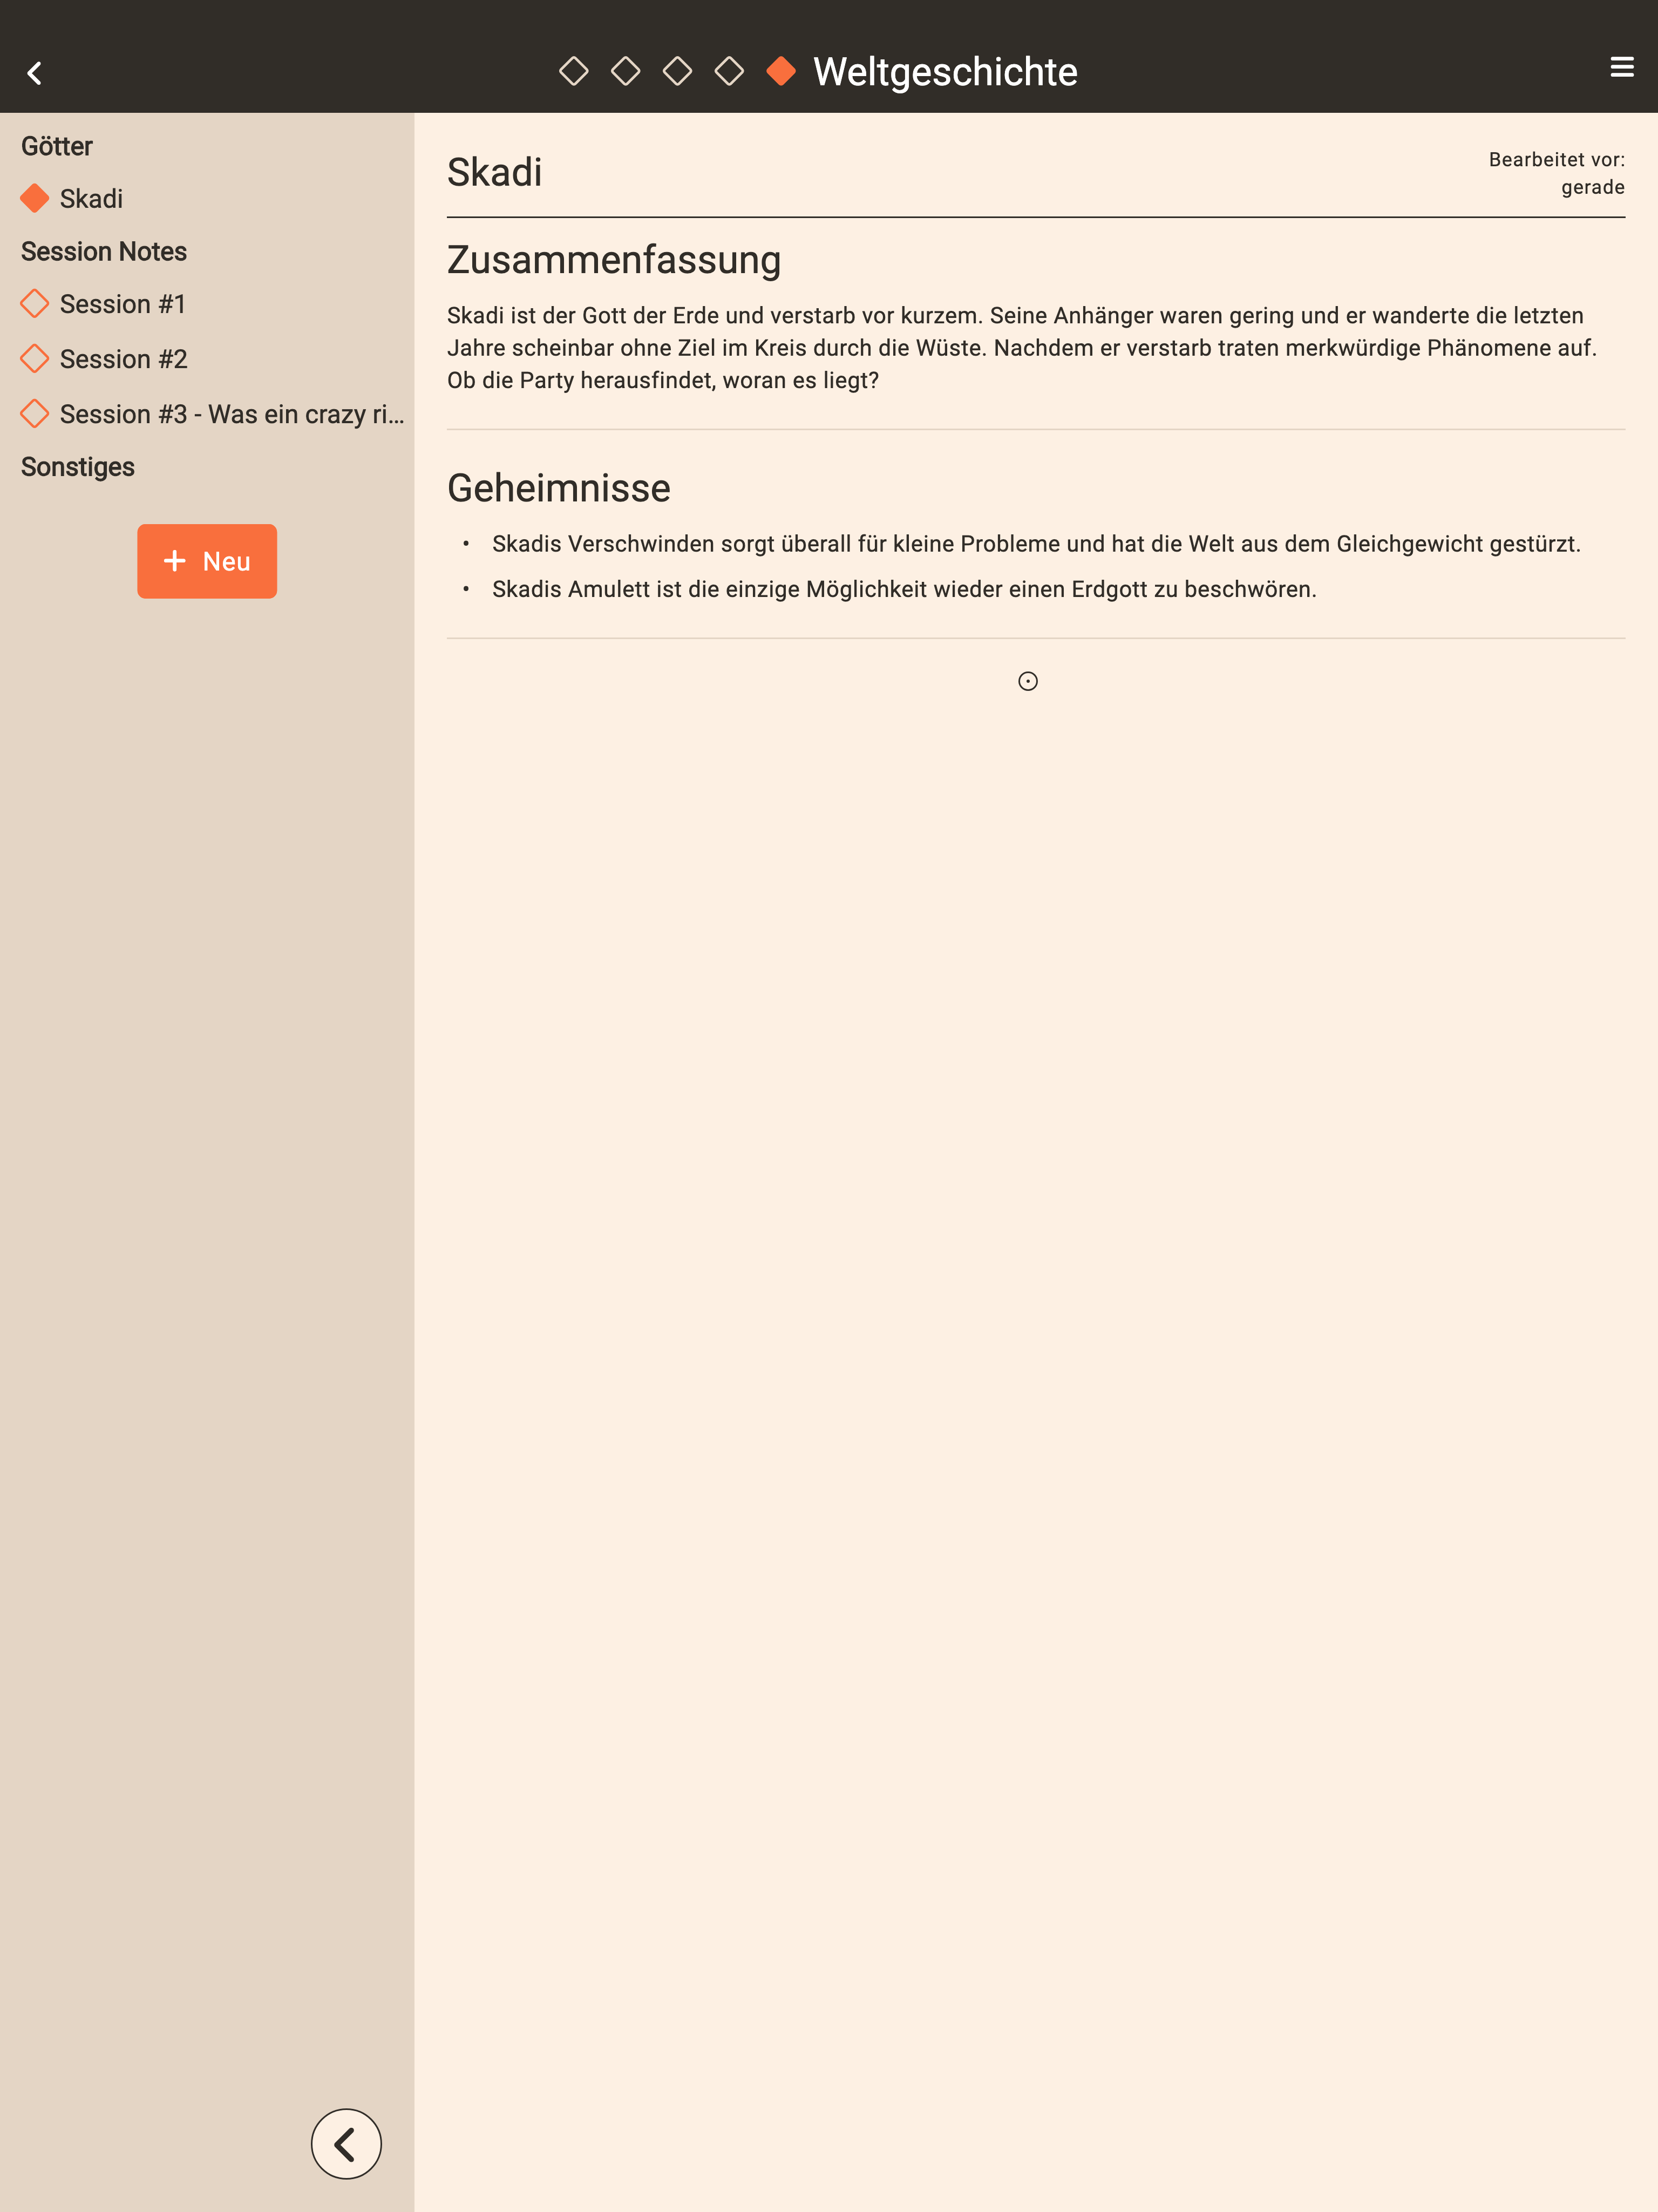 Weltgeschichte
Götter
Skadi
Session Notes
Session #1
Session #2
Session #3 - Was ein crazy ri...
Sonstiges
+ Neu
Skadi
Bearbeitet vor:
gerade
Zusammenfassung
Skadi ist der Gott der Erde und verstarb vor kurzem. Seine Anhänger waren gering und er wanderte die letzten
Jahre scheinbar ohne Ziel im Kreis durch die Wüste. Nachdem er verstarb traten merkwürdige Phänomene auf.
Ob die Party herausfindet, woran es liegt?
Geheimnisse
• Skadis Verschwinden sorgt überall für kleine Probleme und hat die Welt aus dem Gleichgewicht gestürzt.
• Skadis Amulett ist die einzige Möglichkeit wieder einen Erdgott zu beschwören.